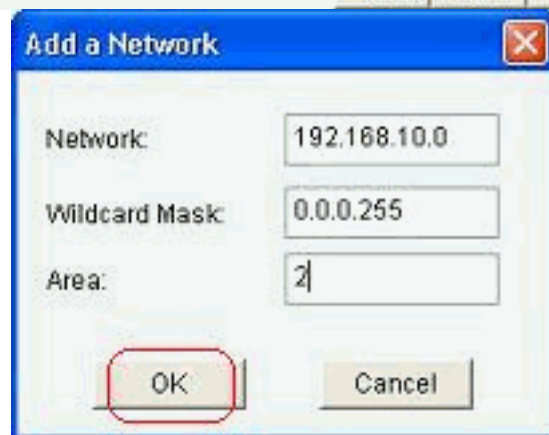 Add a Network
Network: 192.168.10.0
Wildcard Mask: 0.0.0.255
Area: 2
OK Cancel